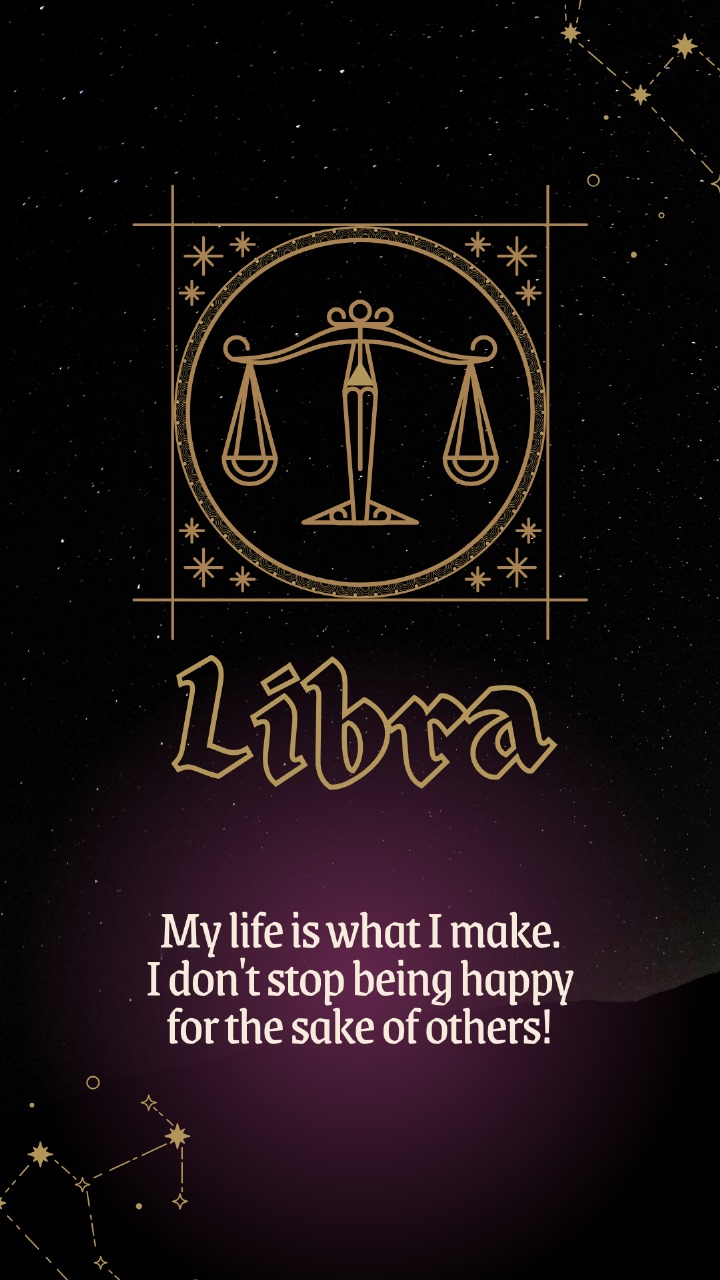 Libra
My life is what I make.
I don't stop being happy
for the sake of others!